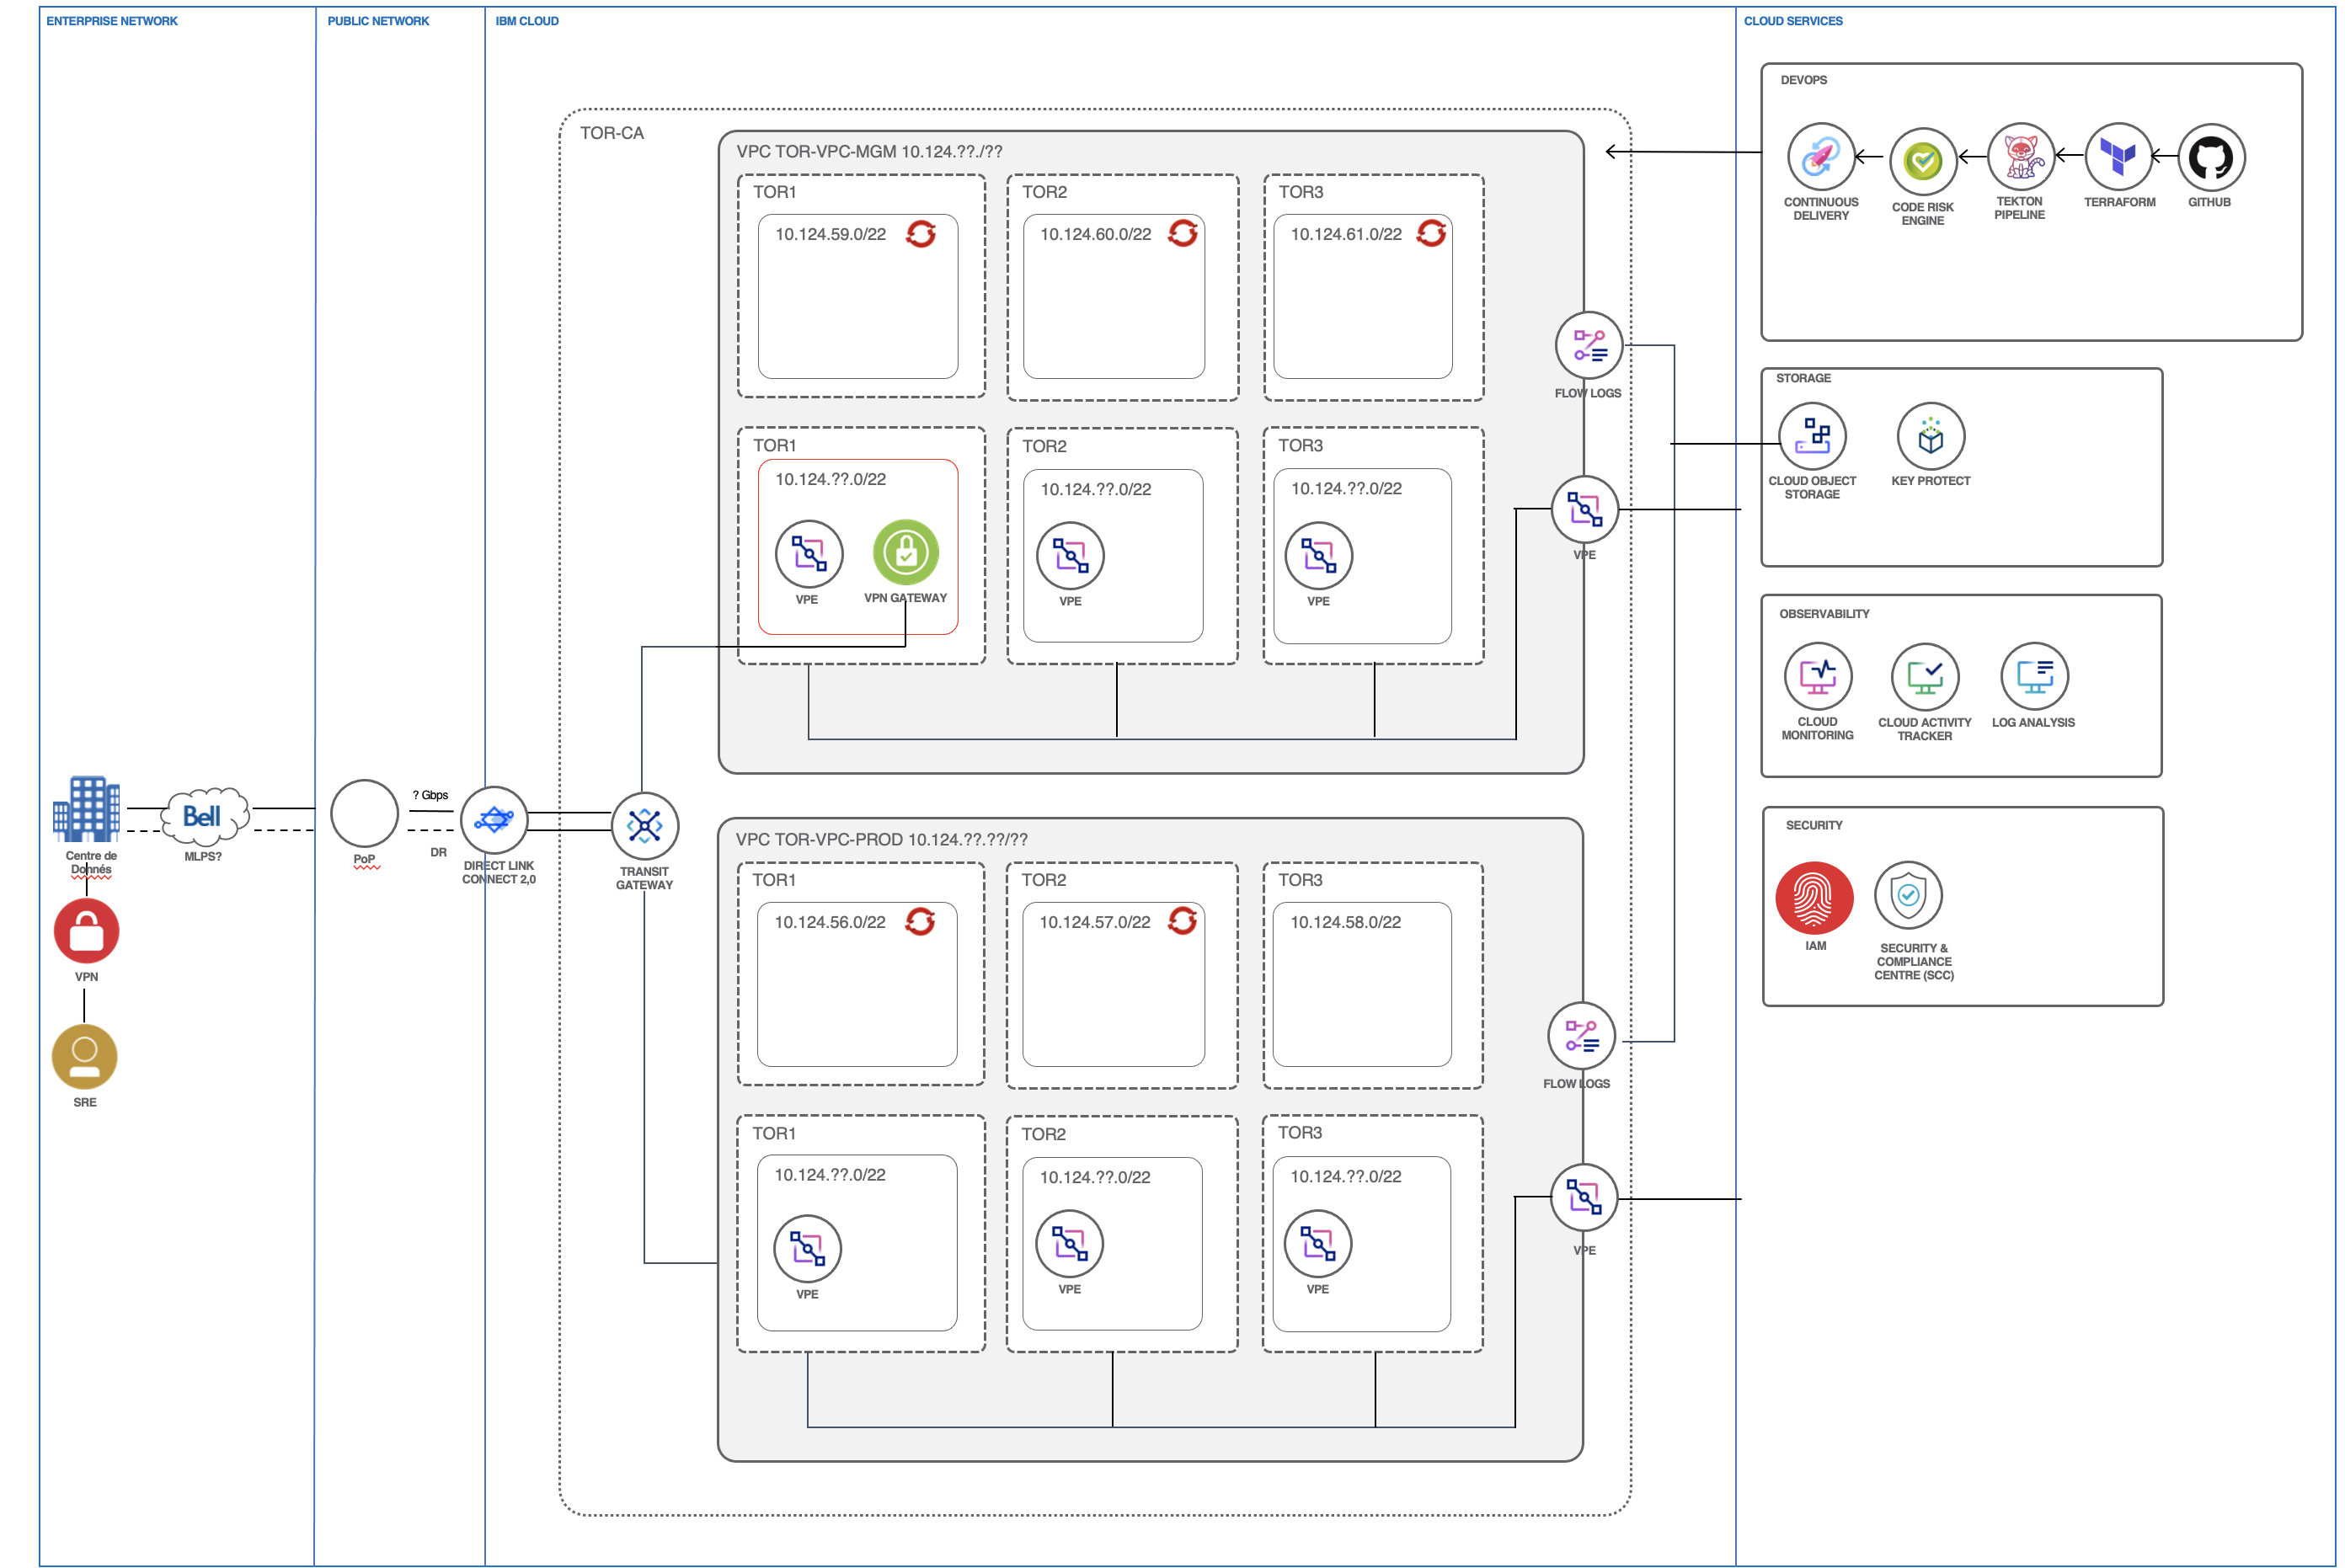 ENTERPRISE NETWORK
PUBLIC NETWORK
IBM CLOUD
CLOUD SERVICES
Centre de
Donnés
VPN
SRE
Bell
MLPS?
PoP
? Gbps
DR
DIRECT LINK
CONNECT 2,0
TRANSIT
GATEWAY
TOR-CA
VPC TOR-VPC-MGM 10.124.??./??
TOR1
10.124.59.0/22
TOR2
10.124.60.0/22
TOR3
10.124.61.0/22
TOR1
10.124.??.0/22
VPE
VPN GATEWAY
TOR2
10.124.??.0/22
VPE
TOR3
10.124.??.0/22
VPE
FLOW LOGS
VPE
VPC TOR-VPC-PROD 10.124.??.??/??
TOR1
10.124.56.0/22
TOR2
10.124.57.0/22
TOR3
10.124.58.0/22
TOR1
10.124.??.0/22
VPE
TOR2
10.124.??.0/22
VPE
TOR3
10.124.??.0/22
VPE
FLOW LOGS
VPE
DEVOPS
CONTINUOUS
DELIVERY
CODE RISK
ENGINE
TEKTON
PIPELINE
TERRAFORM
GITHUB
STORAGE
CLOUD OBJECT
STORAGE
KEY PROTECT
OBSERVABILITY
CLOUD
MONITORING
CLOUD ACTIVITY
TRACKER
LOG ANALYSIS
SECURITY
IAM
SECURITY &
COMPLIANCE
CENTRE (SCC)